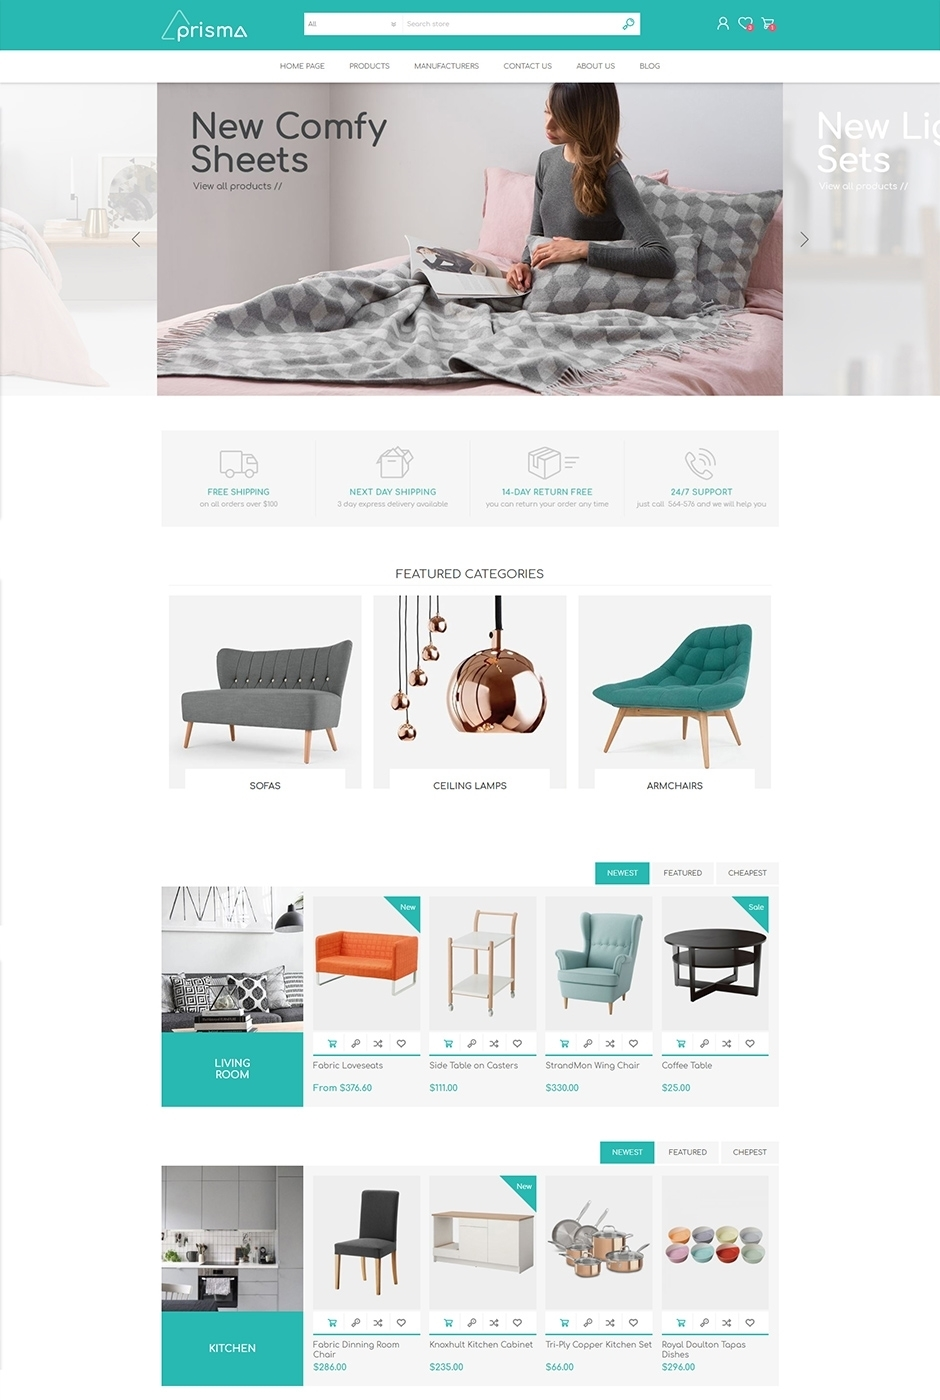 prisma
All
Search store
2
1
HOME PAGE PRODUCTS MANUFACTURERS CONTACT US ABOUT US BLOG
New Comfy
Sheets
View all products //
New Lig
Sets
View all products //
FREE SHIPPING
on all orders over $100
NEXT DAY SHIPPING
3 day express delivery available
14-DAY RETURN FREE
you can return your order any time
24/7 SUPPORT
just call 564-576 and we will help you
FEATURED CATEGORIES
SOFAS
CEILING LAMPS
ARMCHAIRS
NEWEST FEATURED CHEAPEST
LIVING
ROOM
New
Fabric Loveseats
From $376.60
Side Table on Casters
$111.00
StrandMon Wing Chair
$330.00
Sale
Coffee Table
$25.00
NEWEST FEATURED CHEPEST
KITCHEN
Fabric Dinning Room
Chair
$286.00
New
Knoxhult Kitchen Cabinet
$235.00
Tri-Ply Copper Kitchen Set
$66.00
Royal Doulton Tapas
Dishes
$296.00